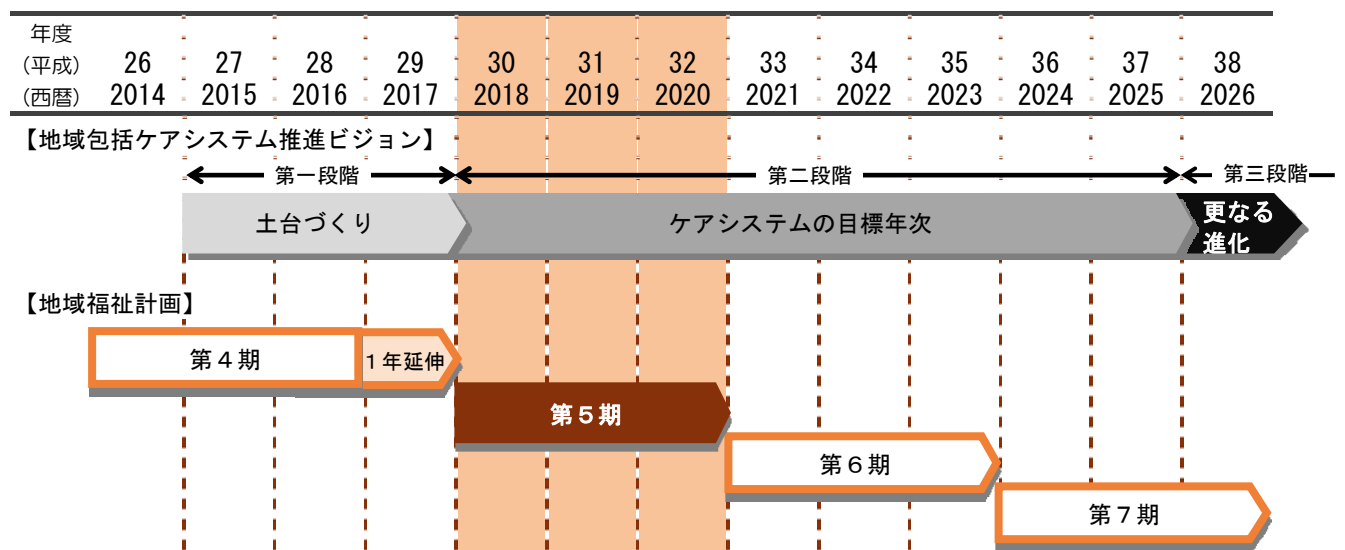 年度
(平成) 26 27 28 29 30 31 32 33 34 35 36 37 38
(西暦) 2014 2015 2016 2017 2018 2019 2020 2021 2022 2023 2024 2025 2026
【地域包括ケアシステム推進ビジョン】
第一段階 第二段階 第三段階
土台づくり ケアシステムの目標年次 更なる
進化
【地域福祉計画】
第４期 １年延伸
第５期
第６期
第７期